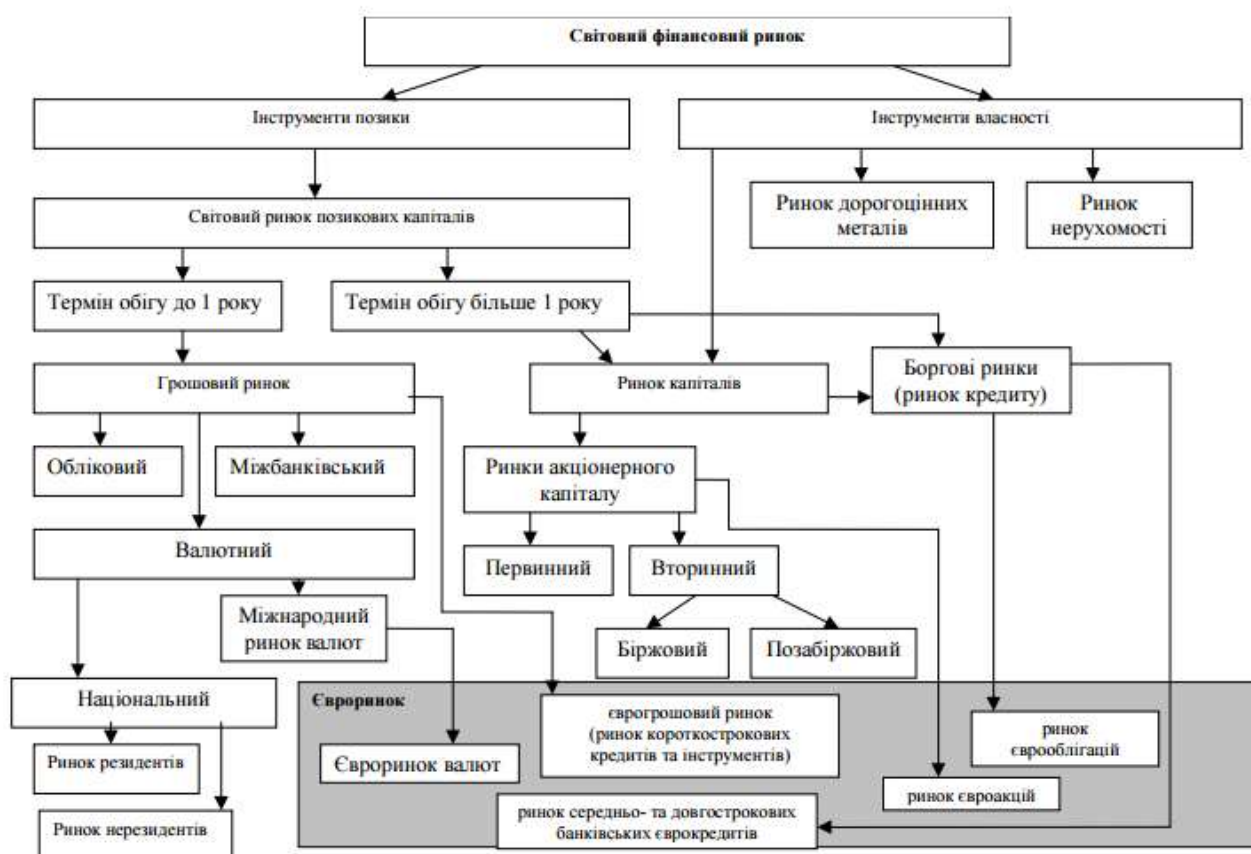 Світовий фінансовий ринок
Інструменти позики
Інструменти власності
Ринок дорогоцінних
металів
Ринок
нерухомості
Світовий ринок позикових капіталів
Термін обігу до 1 року
Термін обігу більше 1 року
Грошовий ринок
Ринок капіталів
Боргові ринки
(ринок кредиту)
Обліковий
Міжбанківський
Ринки акціонерного
капіталу
Валютний
Первинний
Вторинний
Міжнародний
ринок валют
Біржовий
Позабіржовий
Національний
Євроринок
єврогрошовий ринок
(ринок короткострокових
кредитів та інструментів)
ринок
єврооблігацій
Ринок резидентів
Євроринок валют
ринок євроакцій
Ринок нерезидентів
ринок середньо- та довгострокових
банківських єврокредитів